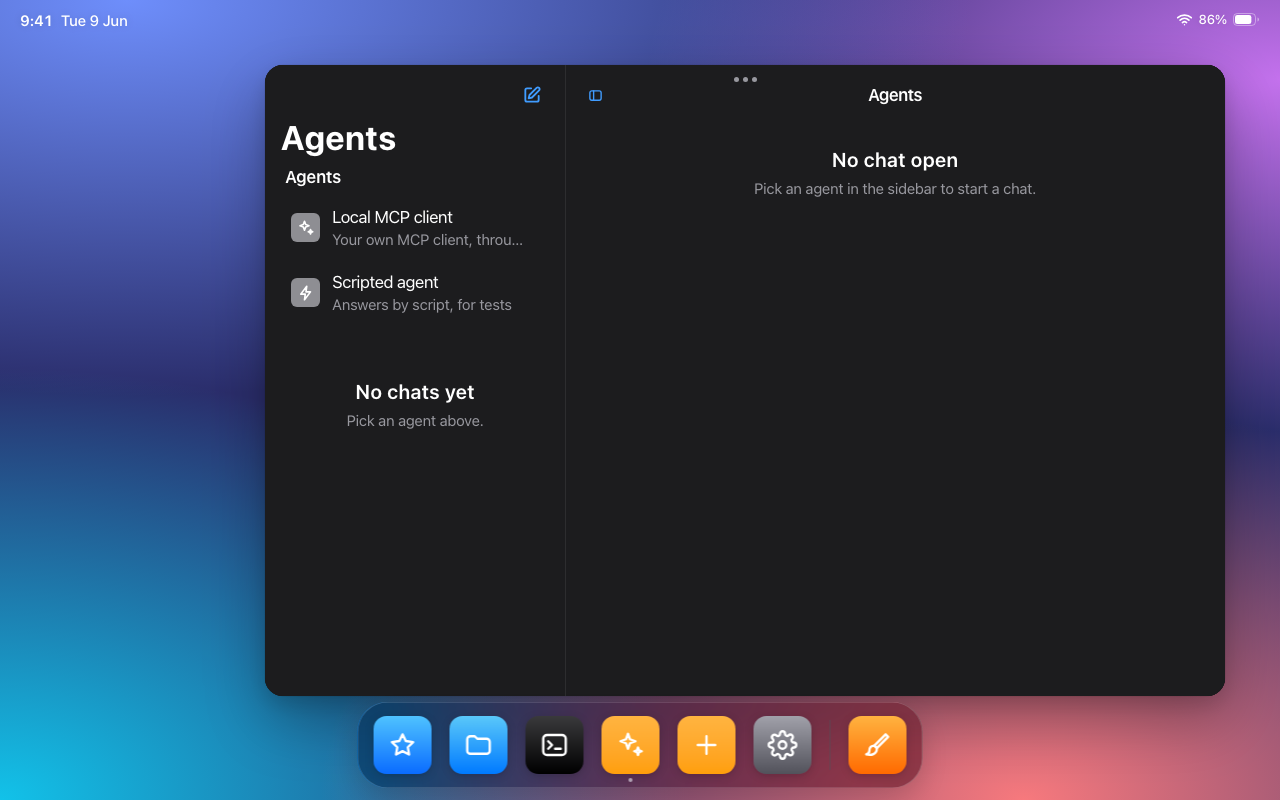 9:41 Tue 9 Jun
86%
Agents
Agents
Agents
Local MCP client
Your own MCP client, throu...
Scripted agent
Answers by script, for tests
No chats yet
Pick an agent above.
No chat open
Pick an agent in the sidebar to start a chat.